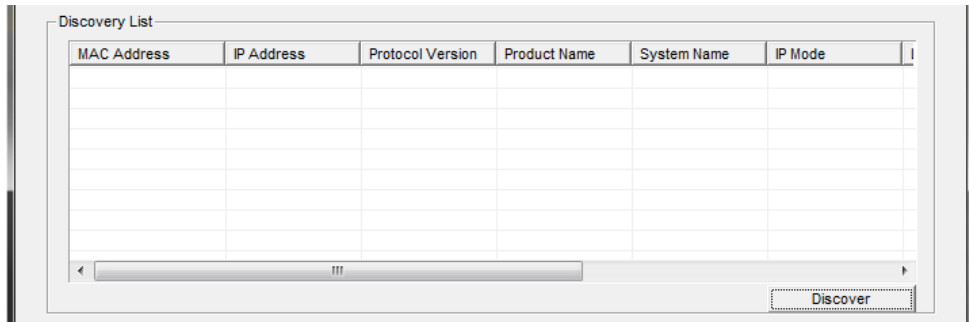 Discovery List
MAC Address IP Address Protocol Version Product Name System Name IP Mode
Discover